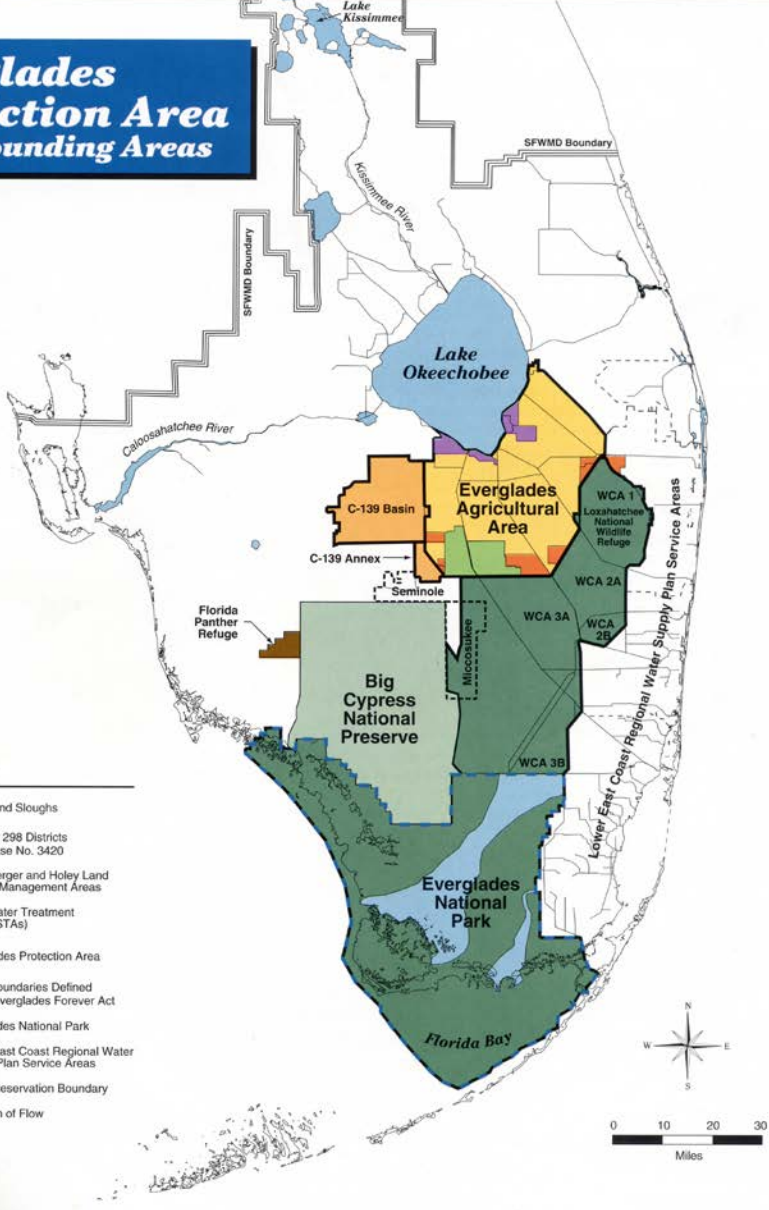 Lake
Kissimmee
lades
ction Area
ounding Areas
SFWMD Boundary
Kissimmee River
SFWMD Boundary
Lake
Okeechobee
Caloosahatchee River
Everglades
Agricultural
Area
C-139 Basin
WCA 1
Loxahatchee
National
Wildlife
Refuge
C-139 Annex
Seminole
WCA 2A
Florida
Panther
Refuge
WCA 3A
WCA
2B
Miccosukee
Big
Cypress
National
Preserve
Lower East Coast Regional Water Supply Plan Service Areas
WCA 3B
nd Sloughs
298 Districts
se No. 3420
erger and Holey Land
Management Areas
ater Treatment
STAs)
des Protection Area
oundaries Defined
verglades Forever Act
des National Park
ast Coast Regional Water
Plan Service Areas
eservation Boundary
n of Flow
Everglades
National
Park
Florida Bay
N
W
E
S
0 10 20 30
Miles